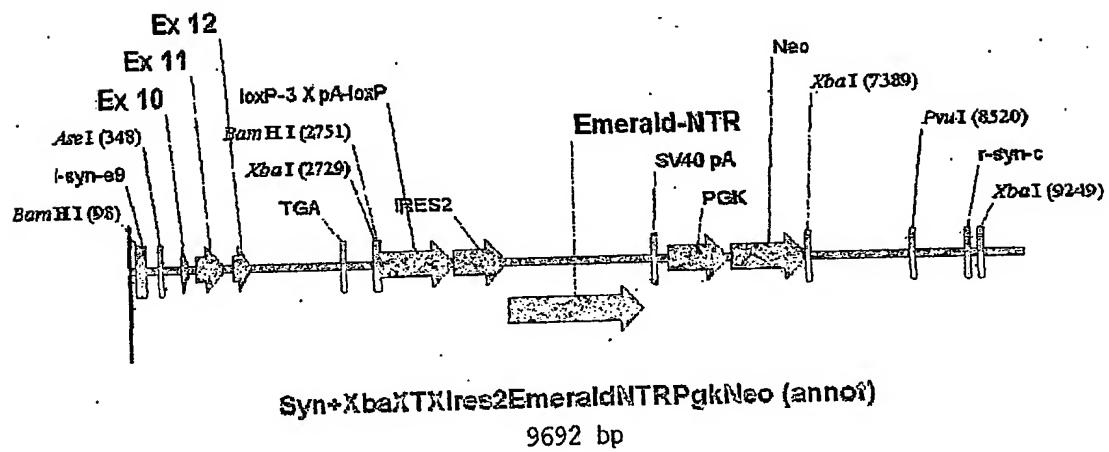 Ex 12
Ex 11
Ex 10
AseI (348)
l-syn-e9
BamHI (98)
loxP-3 X pA-loxP
BamHI (2751)
XbaI (2729)
TGA
IRES2
Emerald-NTR
SV40 pA
PGK
Neo
XbaI (7389)
PvuI (8520)
r-syn-c
XbaI (9249)
Syn+XbaXTXIres2EmeraldNTRPgkNeo (annot)
9692 bp